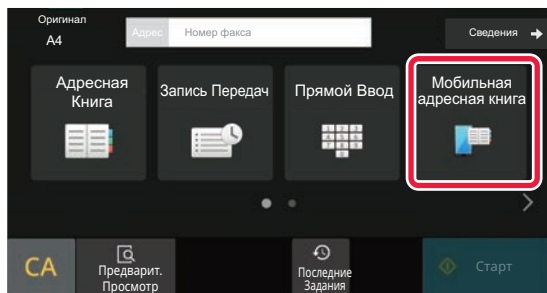 Оригинал
A4
Адрес
Номер факса
Сведения
Адресная
Книга
Запись Передач
Прямой Ввод
Мобильная
адресная книга
CA
Предварит.
Просмотр
Последние
Задания
Старт